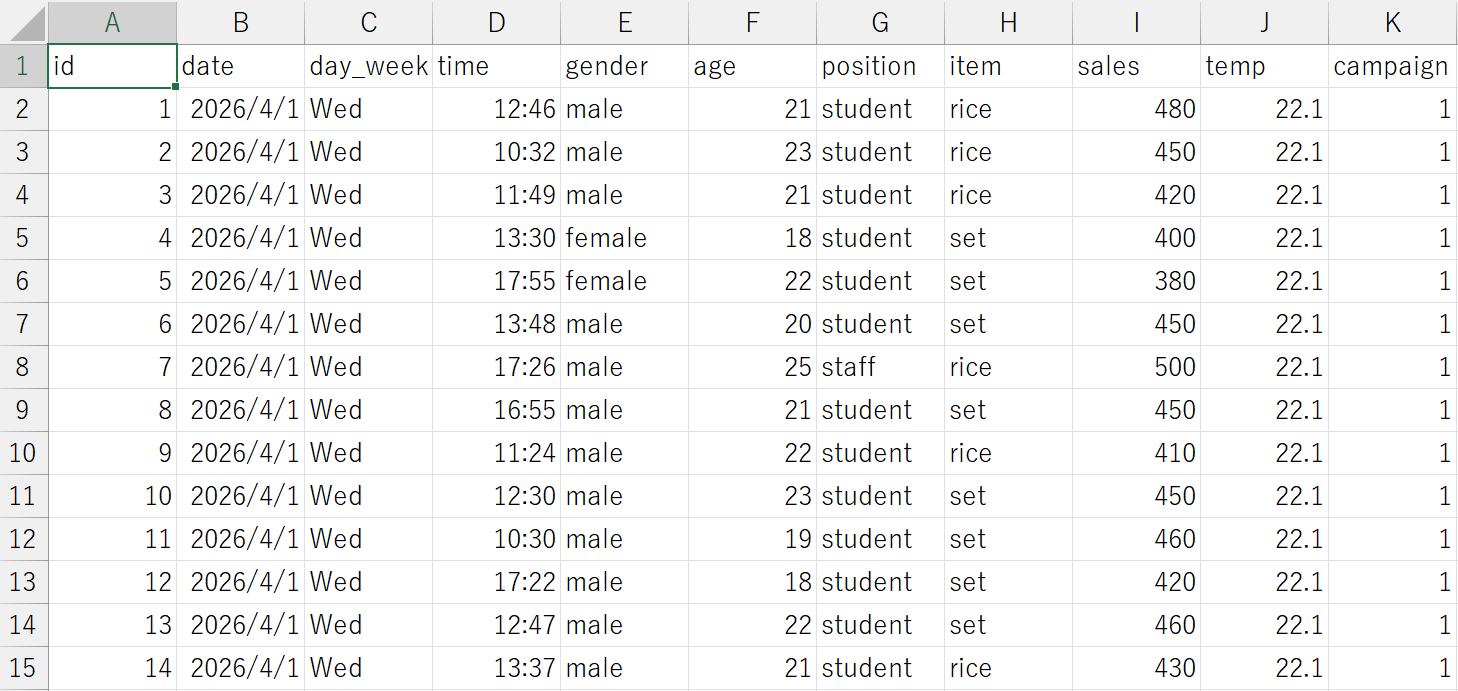 A B C D E F G H I J K
1 id date day_week time gender age position item sales temp campaign
2 1 2026/4/1 Wed 12:46 male 21 student rice 480 22.1 1
3 2 2026/4/1 Wed 10:32 male 23 student rice 450 22.1 1
4 3 2026/4/1 Wed 11:49 male 21 student rice 420 22.1 1
5 4 2026/4/1 Wed 13:30 female 18 student set 400 22.1 1
6 5 2026/4/1 Wed 17:55 female 22 student set 380 22.1 1
7 6 2026/4/1 Wed 13:48 male 20 student set 450 22.1 1
8 7 2026/4/1 Wed 17:26 male 25 staff rice 500 22.1 1
9 8 2026/4/1 Wed 16:55 male 21 student set 450 22.1 1
10 9 2026/4/1 Wed 11:24 male 22 student rice 410 22.1 1
11 10 2026/4/1 Wed 12:30 male 23 student set 450 22.1 1
12 11 2026/4/1 Wed 10:30 male 19 student set 460 22.1 1
13 12 2026/4/1 Wed 17:22 male 18 student set 420 22.1 1
14 13 2026/4/1 Wed 12:47 male 22 student set 460 22.1 1
15 14 2026/4/1 Wed 13:37 male 21 student rice 430 22.1 1